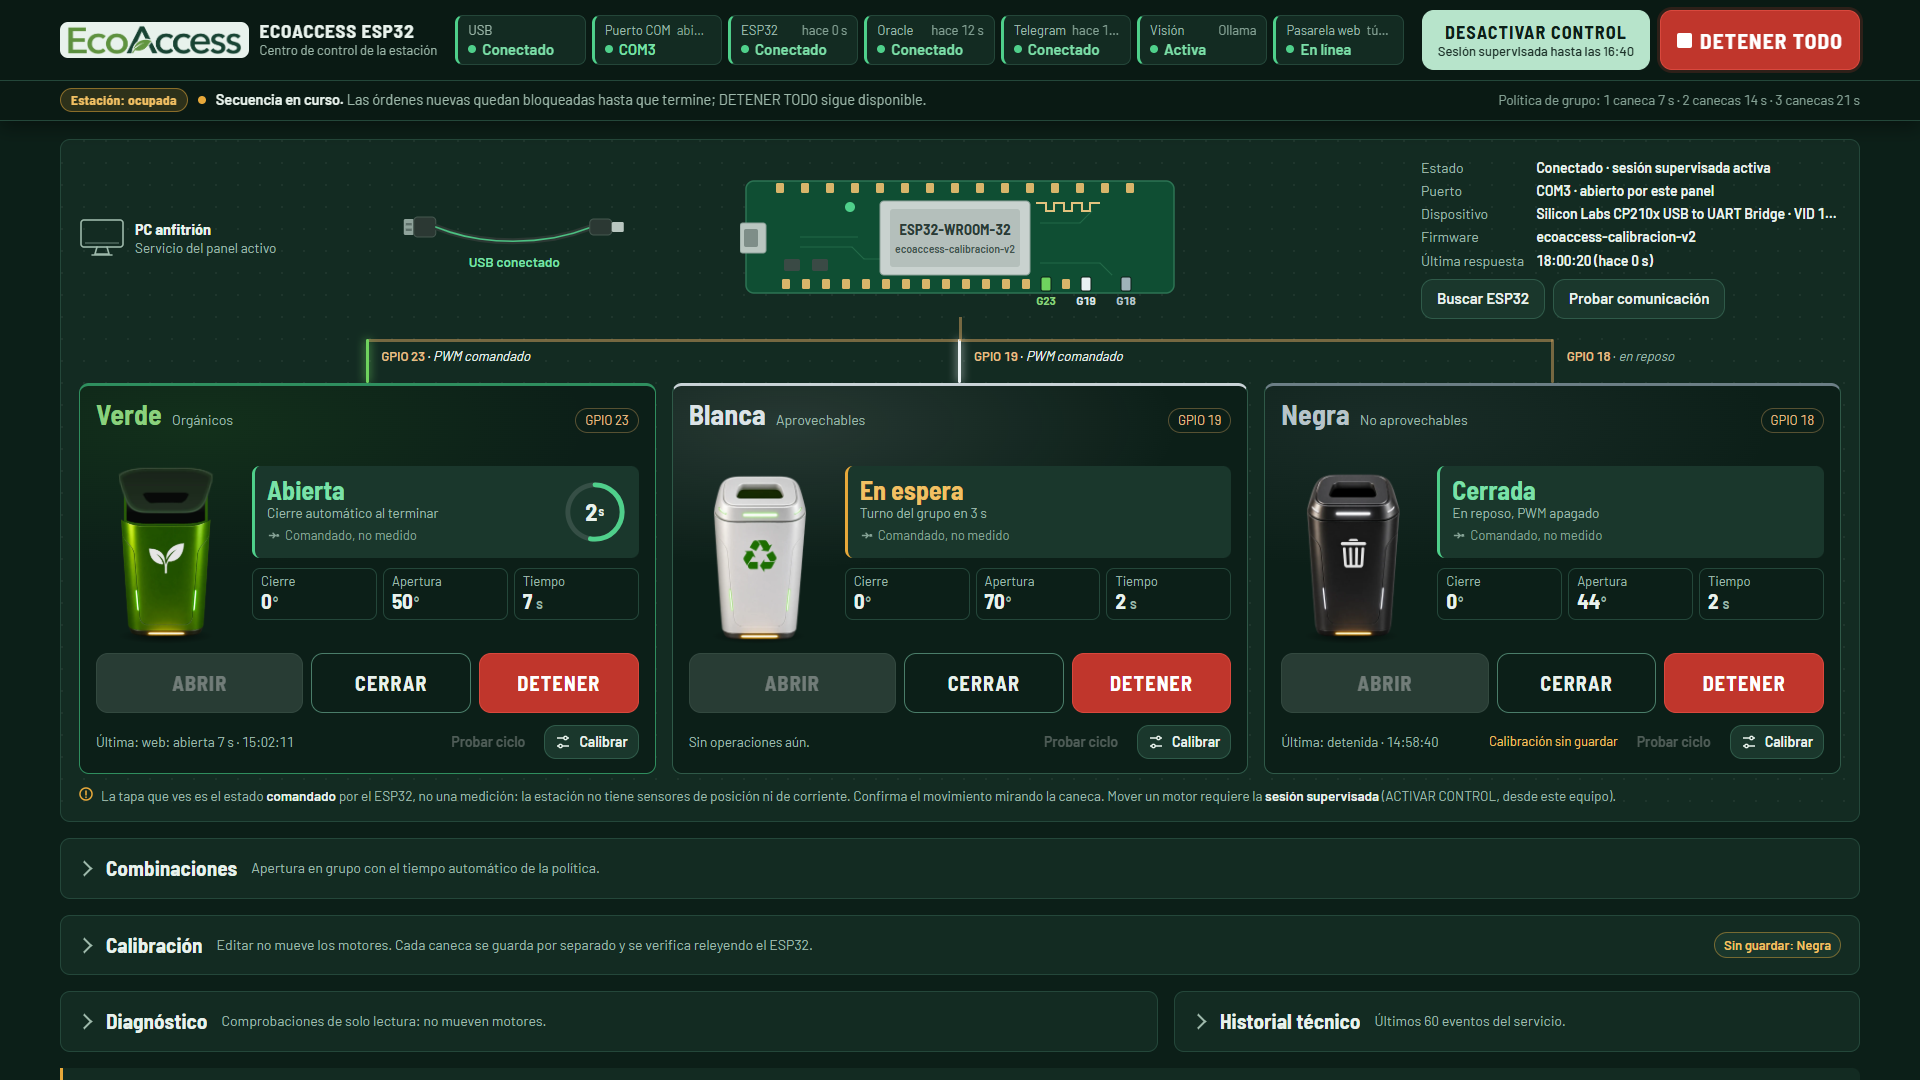 EcoAccess
ECOACCESS ESP32
Centro de control de la estación
USB
Conectado
Puerto COM abi...
COM3
ESP32 hace 0 s
Conectado
Oracle hace 12 s
Conectado
Telegram hace 1...
Conectado
Visión Ollama
Activa
Pasarela web tú...
En línea
DESACTIVAR CONTROL
Sesión supervisada hasta las 16:40
DETENER TODO
Estación: ocupada
Secuencia en curso. Las órdenes nuevas quedan bloqueadas hasta que termine; DETENER TODO sigue disponible.
Política de grupo: 1 caneca 7 s · 2 canecas 14 s · 3 canecas 21 s
PC anfitrión
Servicio del panel activo
USB conectado
ESP32-WROOM-32
ecoaccess-calibracion-v2
G23 G19 G18
Estado Conectado · sesión supervisada activa
Puerto COM3 · abierto por este panel
Dispositivo Silicon Labs CP210x USB to UART Bridge · VID 1...
Firmware ecoaccess-calibracion-v2
Última respuesta 18:00:20 (hace 0 s)
Buscar ESP32
Probar comunicación
GPIO 23 · PWM comandado
GPIO 19 · PWM comandado
GPIO 18 · en reposo
Verde Orgánicos
GPIO 23
Abierta
Cierre automático al terminar
Comandado, no medido
2s
Cierre
0°
Apertura
50°
Tiempo
7 s
ABRIR
CERRAR
DETENER
Última: web: abierta 7 s · 15:02:11
Probar ciclo
Calibrar
Blanca Aprovechables
GPIO 19
En espera
Turno del grupo en 3 s
Comandado, no medido
Cierre
0°
Apertura
70°
Tiempo
2 s
ABRIR
CERRAR
DETENER
Sin operaciones aún.
Probar ciclo
Calibrar
Negra No aprovechables
GPIO 18
Cerrada
En reposo, PWM apagado
Comandado, no medido
Cierre
0°
Apertura
44°
Tiempo
2 s
ABRIR
CERRAR
DETENER
Última: detenida · 14:58:40
Calibración sin guardar
Probar ciclo
Calibrar
La tapa que ves es el estado comandado por el ESP32, no una medición: la estación no tiene sensores de posición ni de corriente. Confirma el movimiento mirando la caneca. Mover un motor requiere la sesión supervisada (ACTIVAR CONTROL, desde este equipo).
Combinaciones Apertura en grupo con el tiempo automático de la política.
Calibración Editar no mueve los motores. Cada caneca se guarda por separado y se verifica releyendo el ESP32.
Sin guardar: Negra
Diagnóstico Comprobaciones de solo lectura: no mueven motores.
Historial técnico Últimos 60 eventos del servicio.